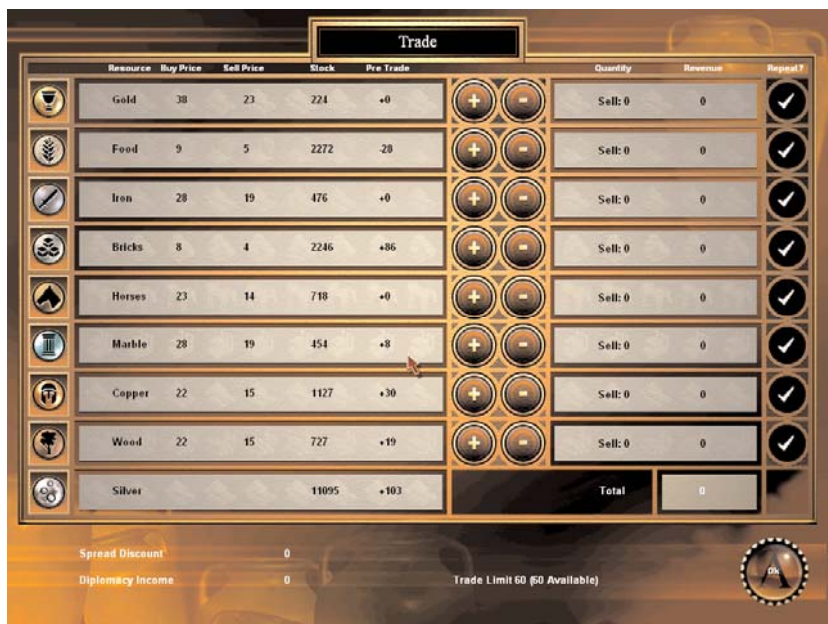 Trade
Resource Buy Price Sell Price Stock Pre Trade Quantity Revenue Repeat?
Gold 38 23 224 +0 Sell: 0 0
Food 9 5 2272 -28 Sell: 0 0
Iron 28 19 476 +0 Sell: 0 0
Bricks 8 4 2246 +86 Sell: 0 0
Horses 23 14 718 +0 Sell: 0 0
Marble 28 19 454 +8 Sell: 0 0
Copper 22 15 1127 +30 Sell: 0 0
Wood 22 15 727 +19 Sell: 0 0
Silver 11095 +103 Total 0
Spread Discount 0
Diplomacy Income 0 Trade Limit 60 (60 Available)
Ok